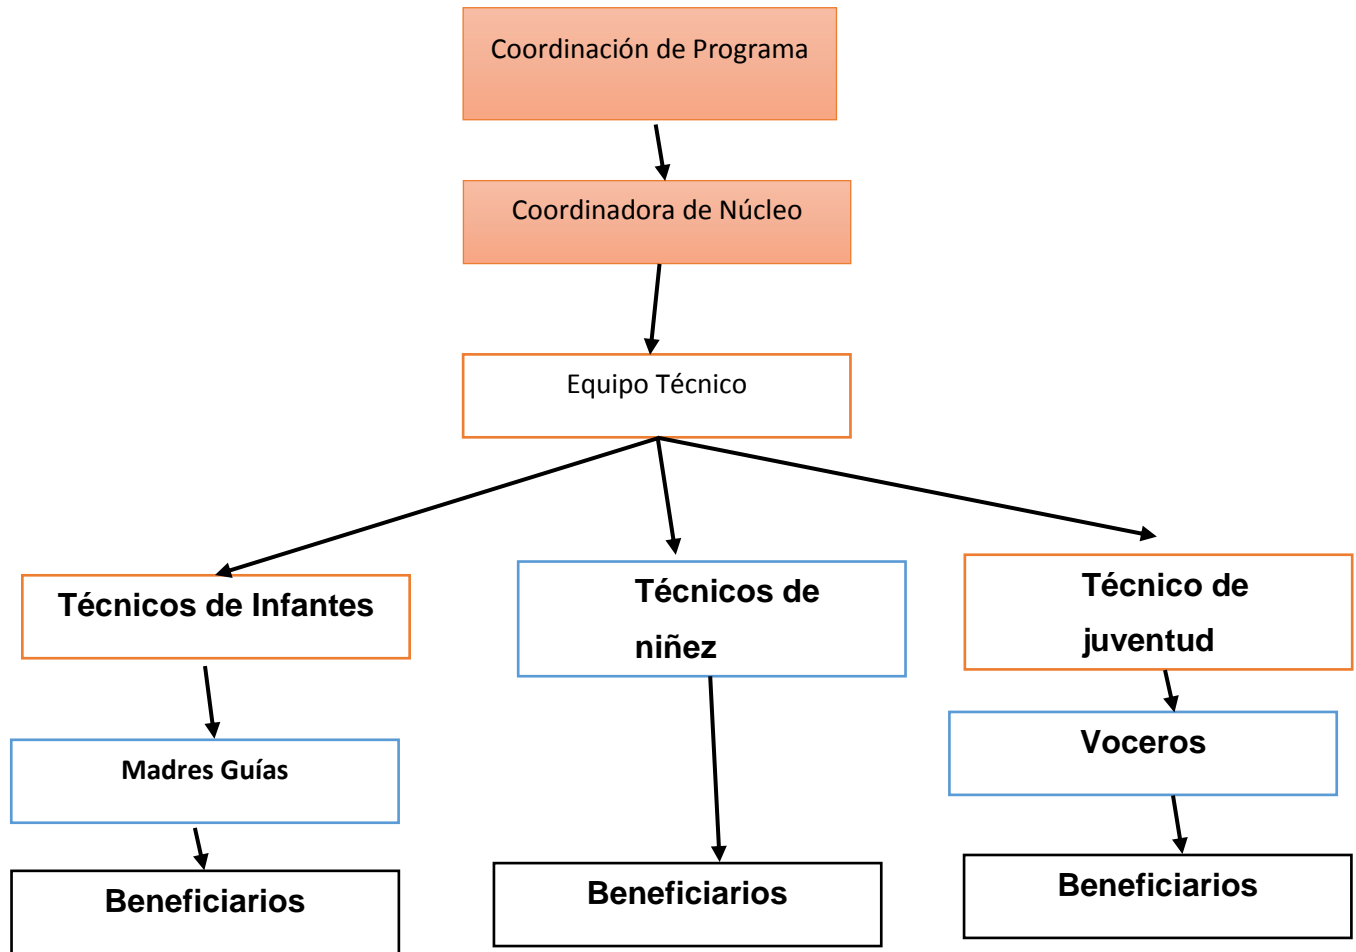 Coordinación de Programa
Coordinadora de Núcleo
Equipo Técnico
Técnicos de Infantes
Técnicos de
niñez
Técnico de
juventud
Madres Guías
Voceros
Beneficiarios
Beneficiarios
Beneficiarios